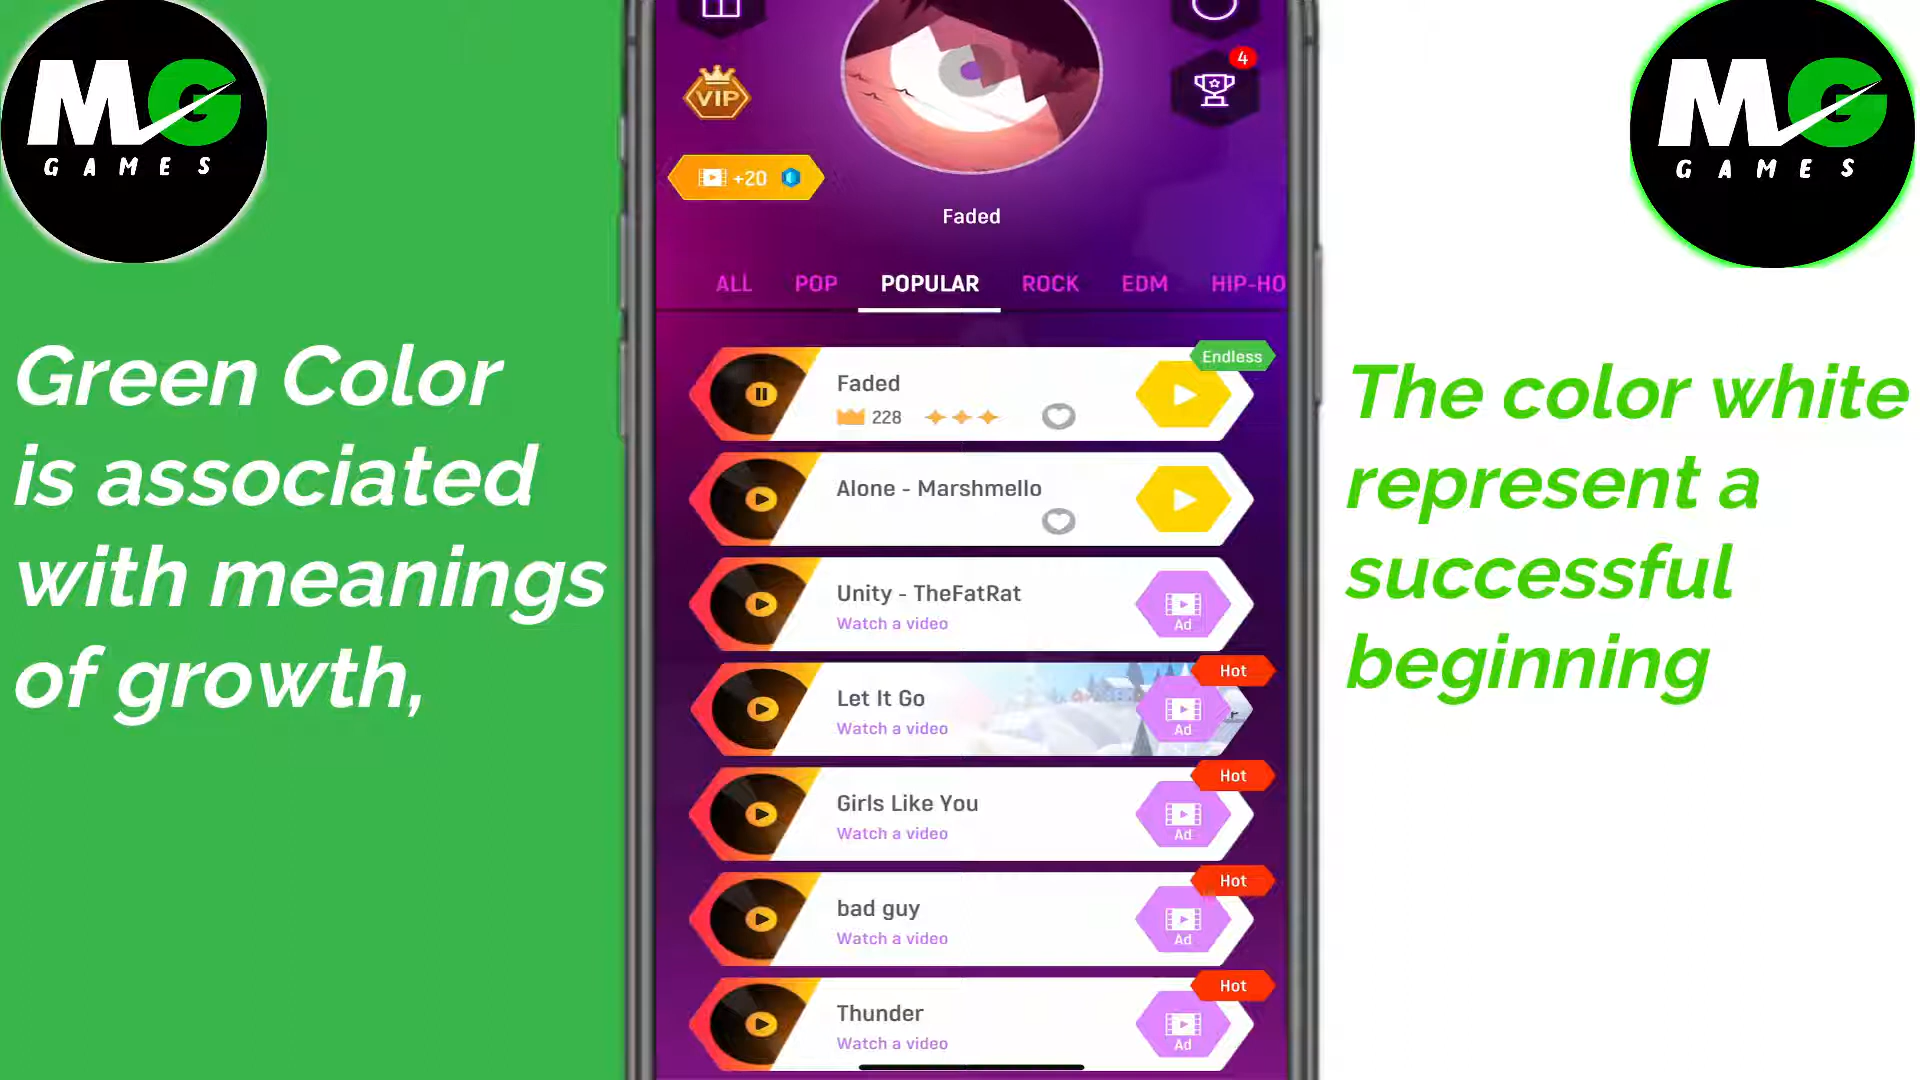 MG
GAMES
Green Color
is associated
with meanings
of growth,
VIP
+20
4
Faded
ALL POP POPULAR ROCK EDM HIP-HO
Endless
Faded
228
Alone - Marshmello
Unity - TheFatRat
Watch a video
Ad
Hot
Let It Go
Watch a video
Ad
Hot
Girls Like You
Watch a video
Ad
Hot
bad guy
Watch a video
Ad
Hot
Thunder
Watch a video
Ad
MG
GAMES
The color white
represent a
successful
beginning